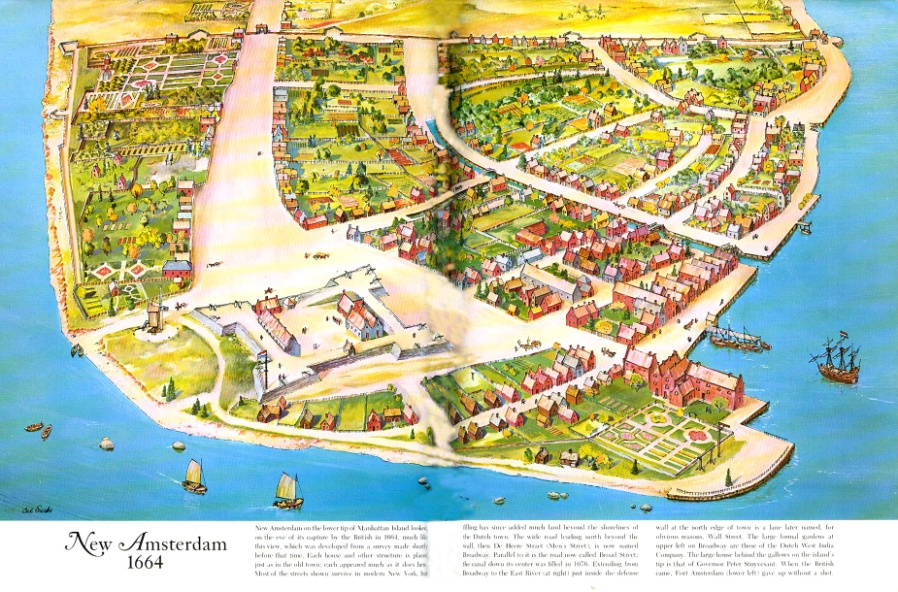 New Amsterdam
1664
New Amsterdam on the lower tip of Manhattan Island looked,
on the eve of its capture by the British in 1664, much like
this view, which was developed from a survey made shortly
before that time. Each house and other structure is placed
just as in the old town; each appeared much as it does here.
Most of the streets shown survive in modern New York, but
filling has since added much land beyond the shorelines of
the Dutch town. The wide road leading north beyond the
wall, then De Heere Straet (Men's Street), is now named
Broadway. Parallel to it is the road now called Broad Street;
the canal down its center was filled in 1676. Extending from
Broadway to the East River (at right) just inside the defense
wall at the north edge of town is a lane later named, for
obvious reasons, Wall Street. The large formal gardens at
upper left on Broadway are those of the Dutch West India
Company. The large house behind the gallows on the island's
tip is that of Governor Peter Stuyvesant. When the British
came, Fort Amsterdam (lower left) gave up without a shot.